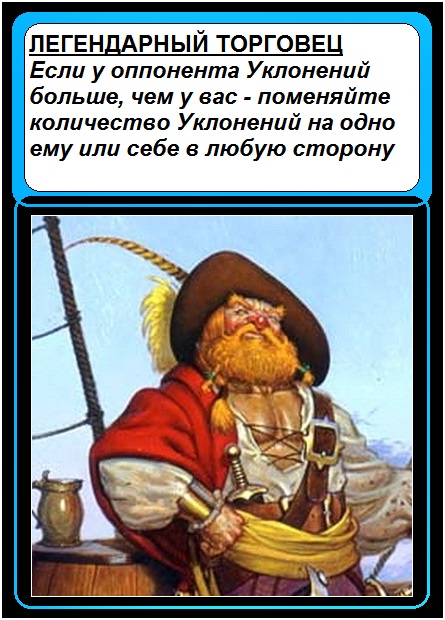 ЛЕГЕНДАРНЫЙ ТОРГОВЕЦ
Если у оппонента Уклонений
больше, чем у вас - поменяйте
количество Уклонений на одно
ему или себе в любую сторону